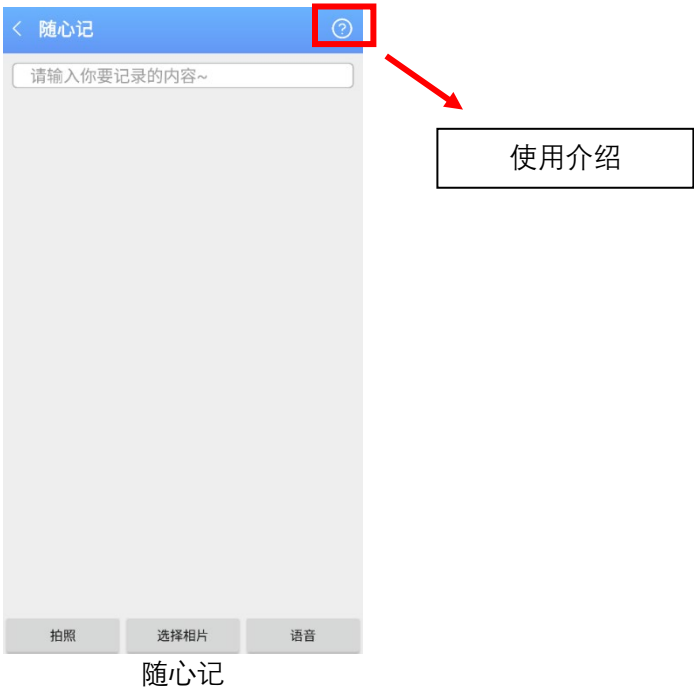 随心记
请输入你要记录的内容~
使用介绍
拍照 选择相片 语音
随心记